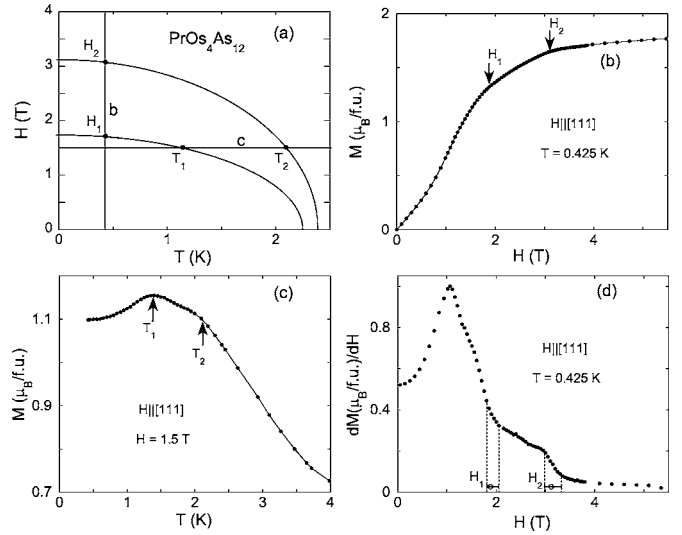 PrOs4As12
(a)
H2
b
H1
c
T1
T2
H (T)
4
3
2
1
0
0
1
2
T (K)
H1
H2
(b)
H||[111]
T = 0.425 K
M (μB/f.u.)
2
1
0
0
2
4
H (T)
(c)
T1
T2
H||[111]
H = 1.5 T
M (μB/f.u.)
1.1
0.9
0.7
0
1
2
3
4
T (K)
(d)
H||[111]
T = 0.425 K
H1
H2
dM(μB/f.u.)/dH
0.8
0.4
0
0
1
2
3
4
5
H (T)